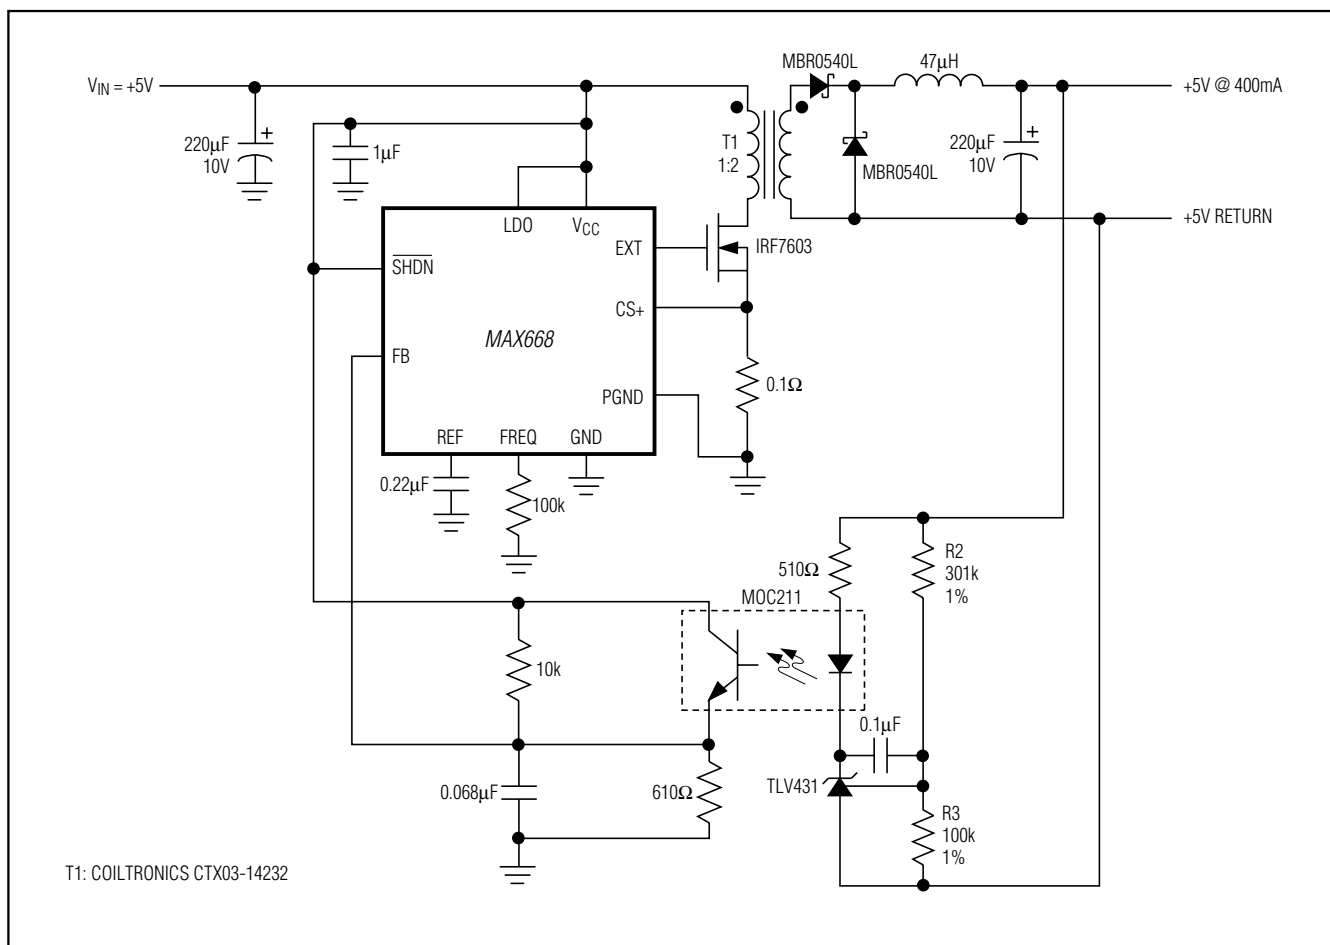 V_IN = +5V
220μF
10V
+
1μF
LDO
V_CC
SHDN
FB
MAX668
EXT
CS+
PGND
REF
FREQ
GND
0.22μF
100k
T1
1:2
IRF7603
0.1Ω
MBR0540L
MBR0540L
47μH
220μF
10V
+
+5V @ 400mA
+5V RETURN
10k
0.068μF
610Ω
MOC211
510Ω
R2
301k
1%
0.1μF
TLV431
R3
100k
1%
T1: COILTRONICS CTX03-14232